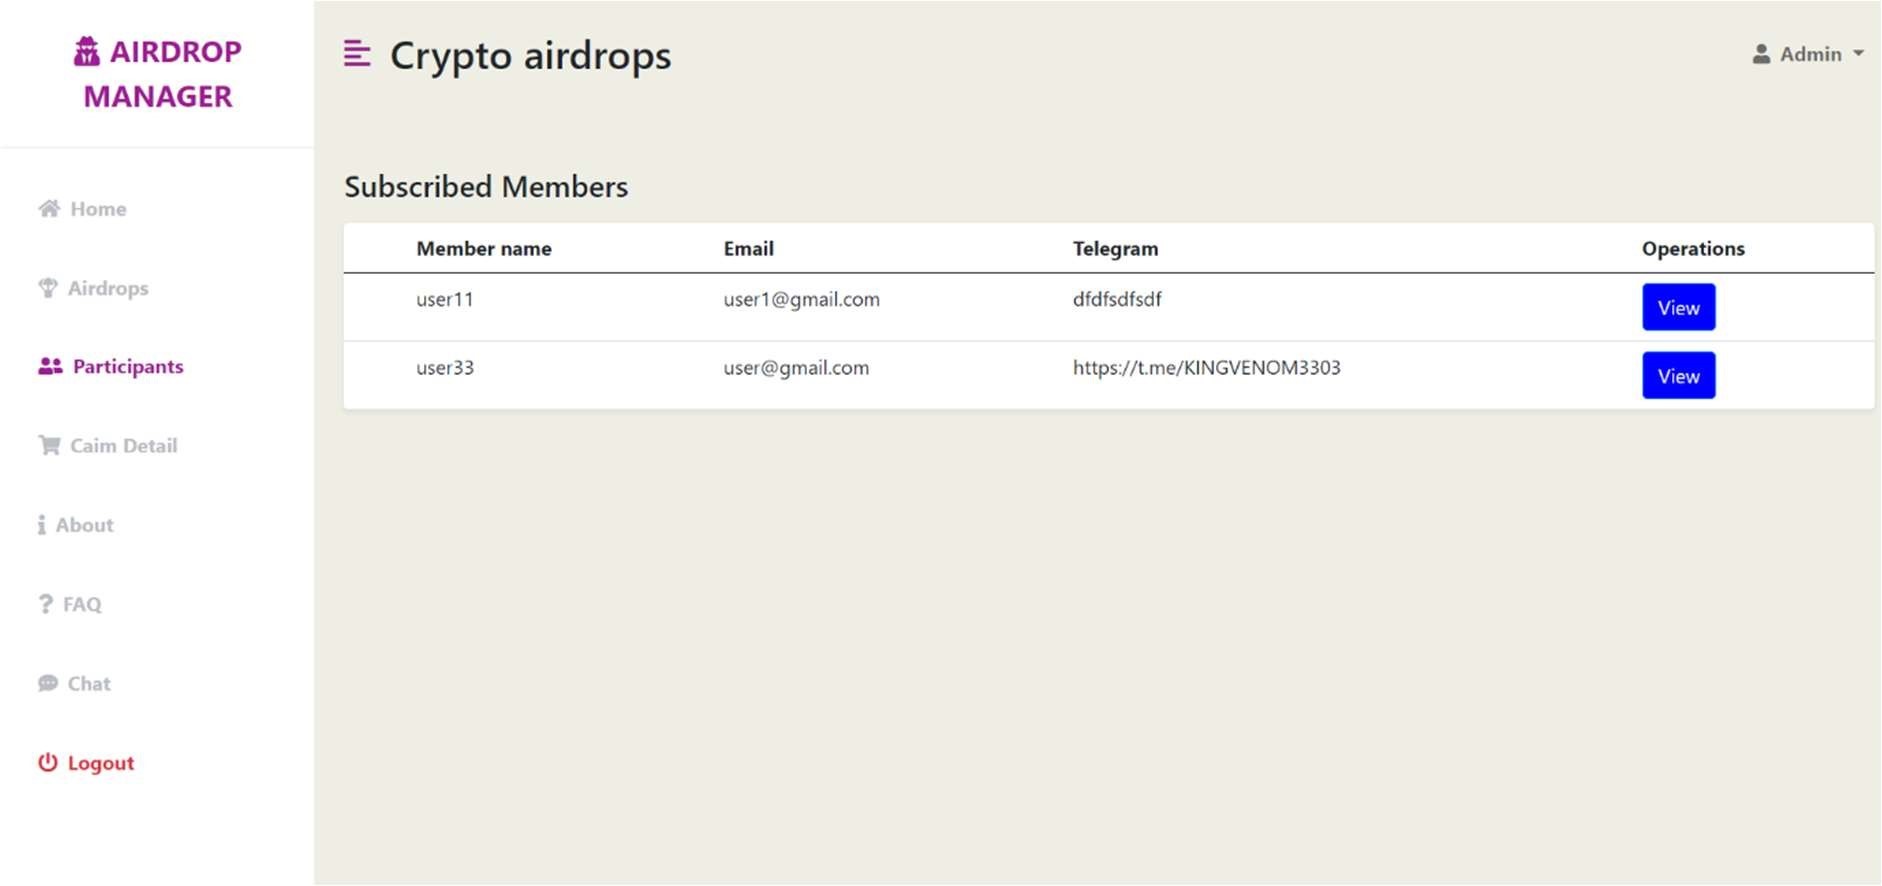 AIRDROP
MANAGER
Home
Airdrops
Participants
Caim Detail
About
FAQ
Chat
Logout
Crypto airdrops
Admin
Subscribed Members
Member name Email Telegram Operations
user11 user1@gmail.com dfdfsdfsdf View
user33 user@gmail.com https://t.me/KINGVENOM3303 View